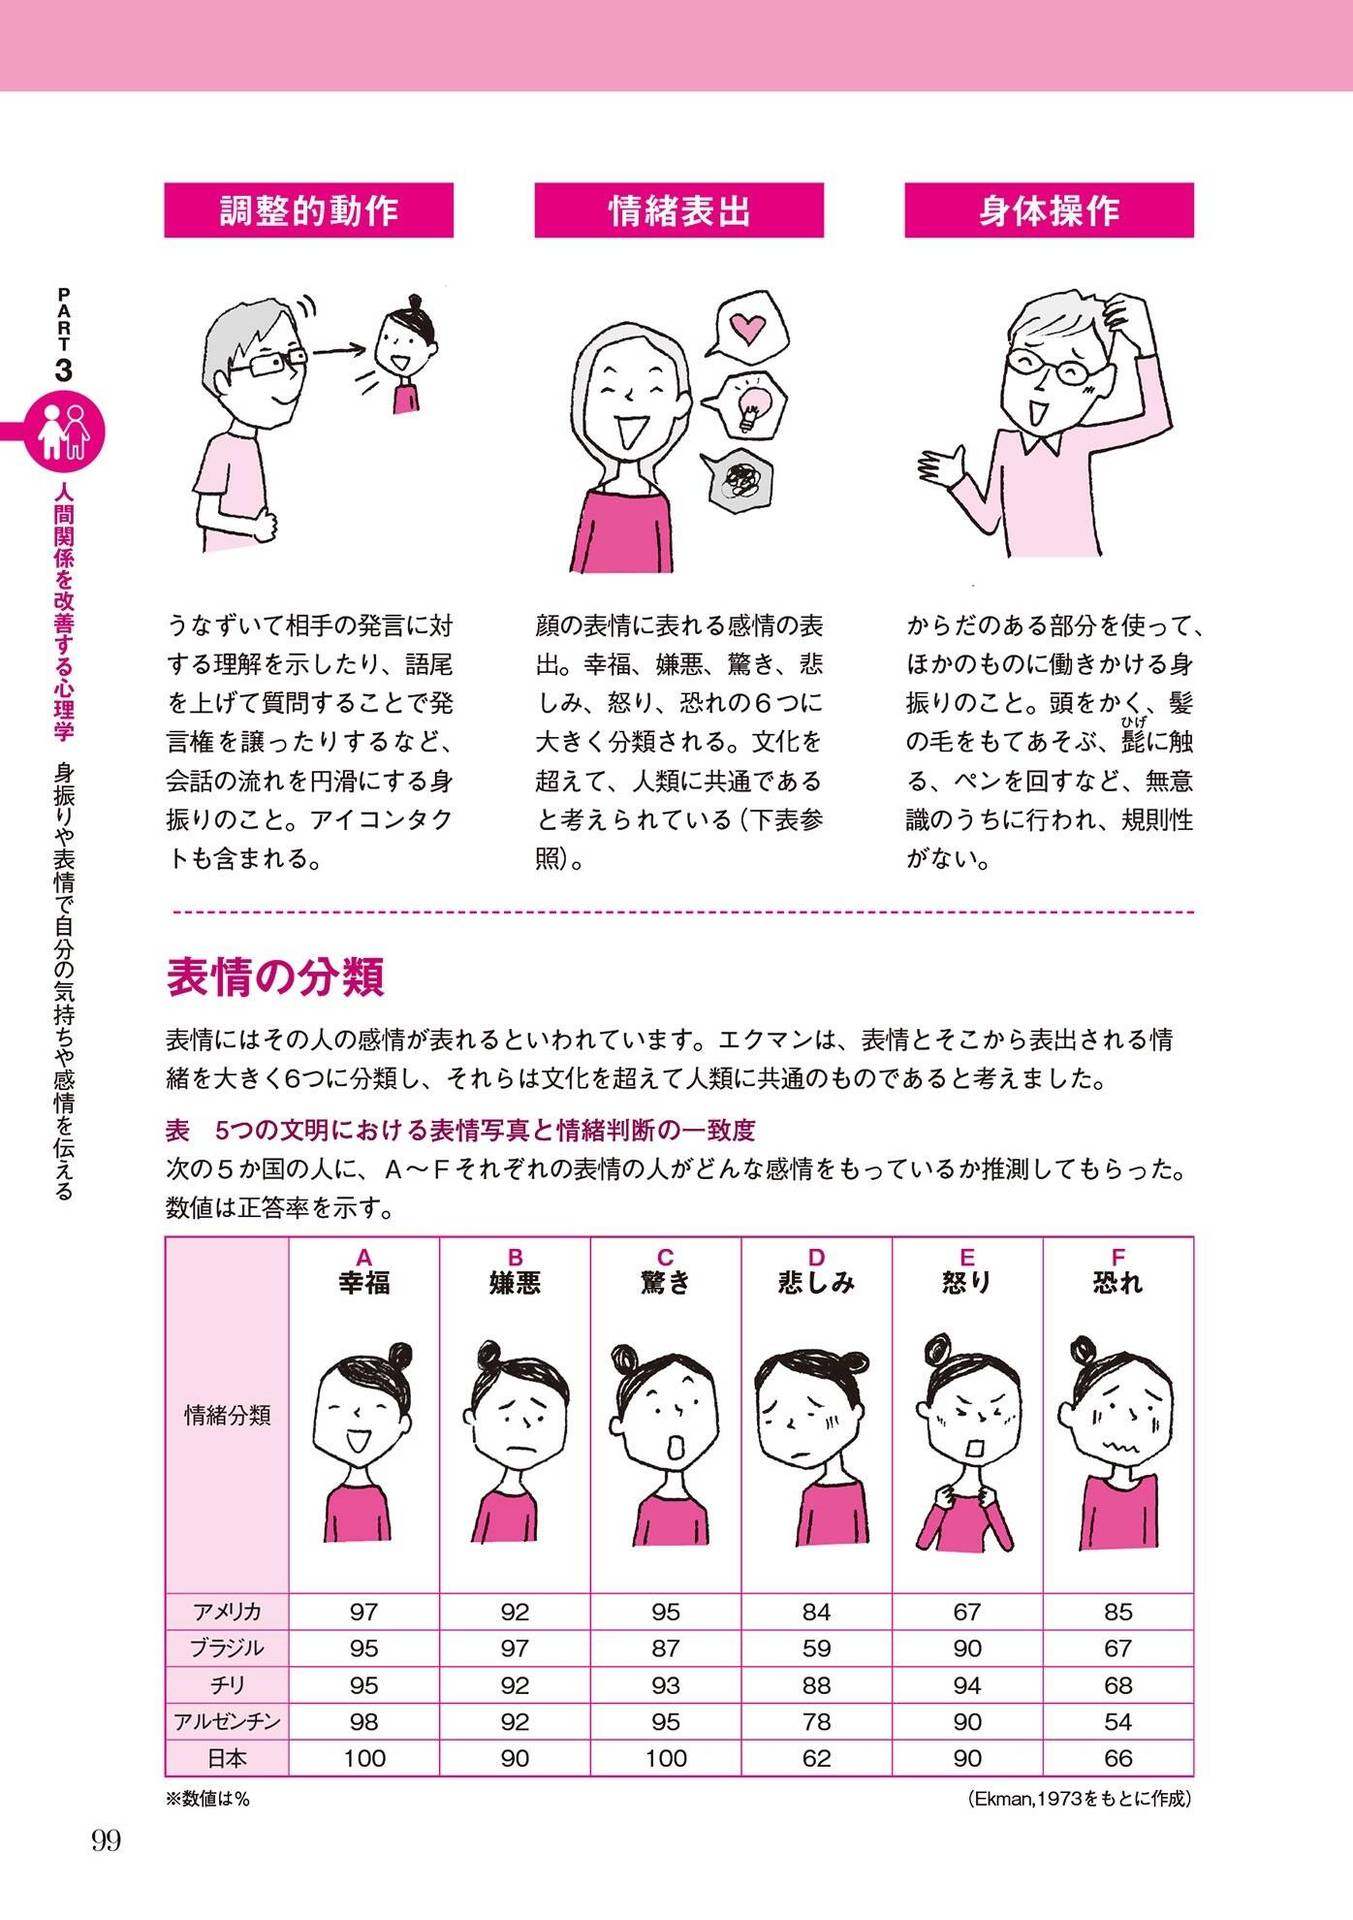 調整的動作
うなずいて相手の発言に対
する理解を示したり、語尾
を上げて質問することで発
言権を譲ったりするなど、
会話の流れを円滑にする身
振りのこと。アイコンタク
トも含まれる。
情緒表出
顔の表情に表れる感情の表
出。幸福、嫌悪、驚き、悲
しみ、怒り、恐れの6つに
大きく分類される。文化を
超えて、人類に共通である
と考えられている（下表参
照）。
身体操作
からだのある部分を使って、
ほかのものに働きかける身
振りのこと。頭をかく、髪
ひげ
の毛をもてあそぶ、髭に触
る、ペンを回すなど、無意
識のうちに行われ、規則性
がない。
PART 3
人間関係を改善する心理学 身振りや表情で自分の気持ちや感情を伝える
表情の分類
表情にはその人の感情が表れるといわれています。エクマンは、表情とそこから表出される情
緒を大きく6つに分類し、それらは文化を超えて人類に共通のものであると考えました。
表 5つの文明における表情写真と情緒判断の一致度
次の5か国の人に、A～Fそれぞれの表情の人がどんな感情をもっているか推測してもらった。
数値は正答率を示す。
情緒分類 A 幸福 B 嫌悪 C 驚き D 悲しみ E 怒り F 恐れ
アメリカ 97 92 95 84 67 85
ブラジル 95 97 87 59 90 67
チリ 95 92 93 88 94 68
アルゼンチン 98 92 95 78 90 54
日本 100 90 100 62 90 66
※数値は%
（Ekman,1973をもとに作成）
99